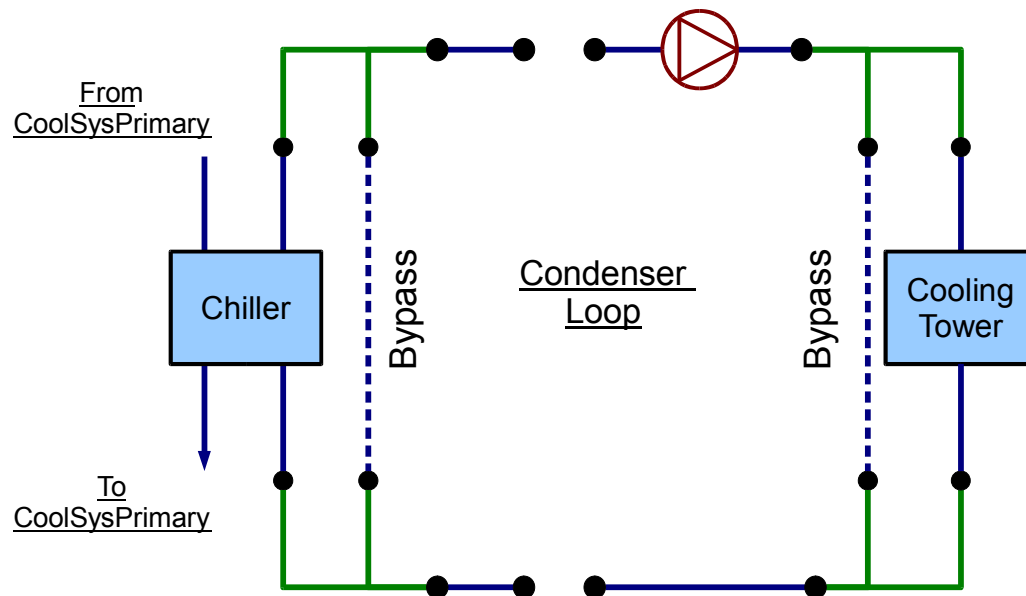 From
CoolSysPrimary
Chiller
Bypass
Condenser
Loop
Bypass
Cooling
Tower
To
CoolSysPrimary